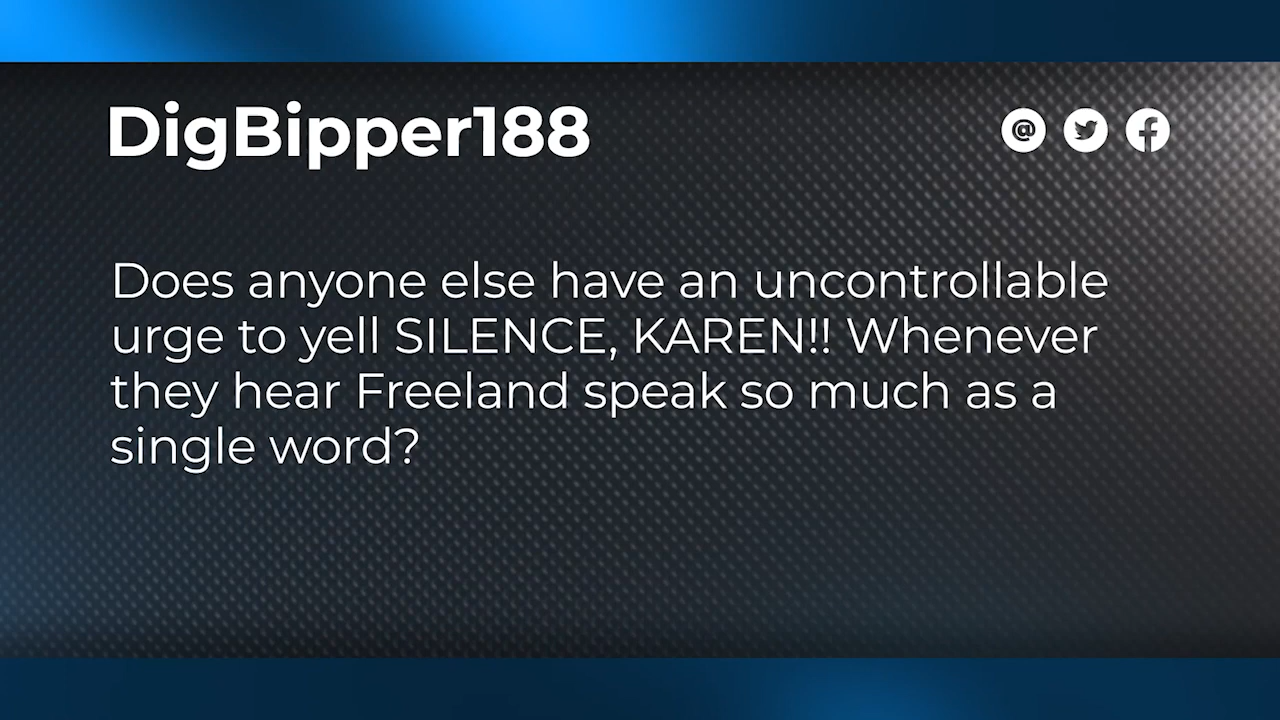 DigBipper188
Does anyone else have an uncontrollable
urge to yell SILENCE, KAREN!! Whenever
they hear Freeland speak so much as a
single word?